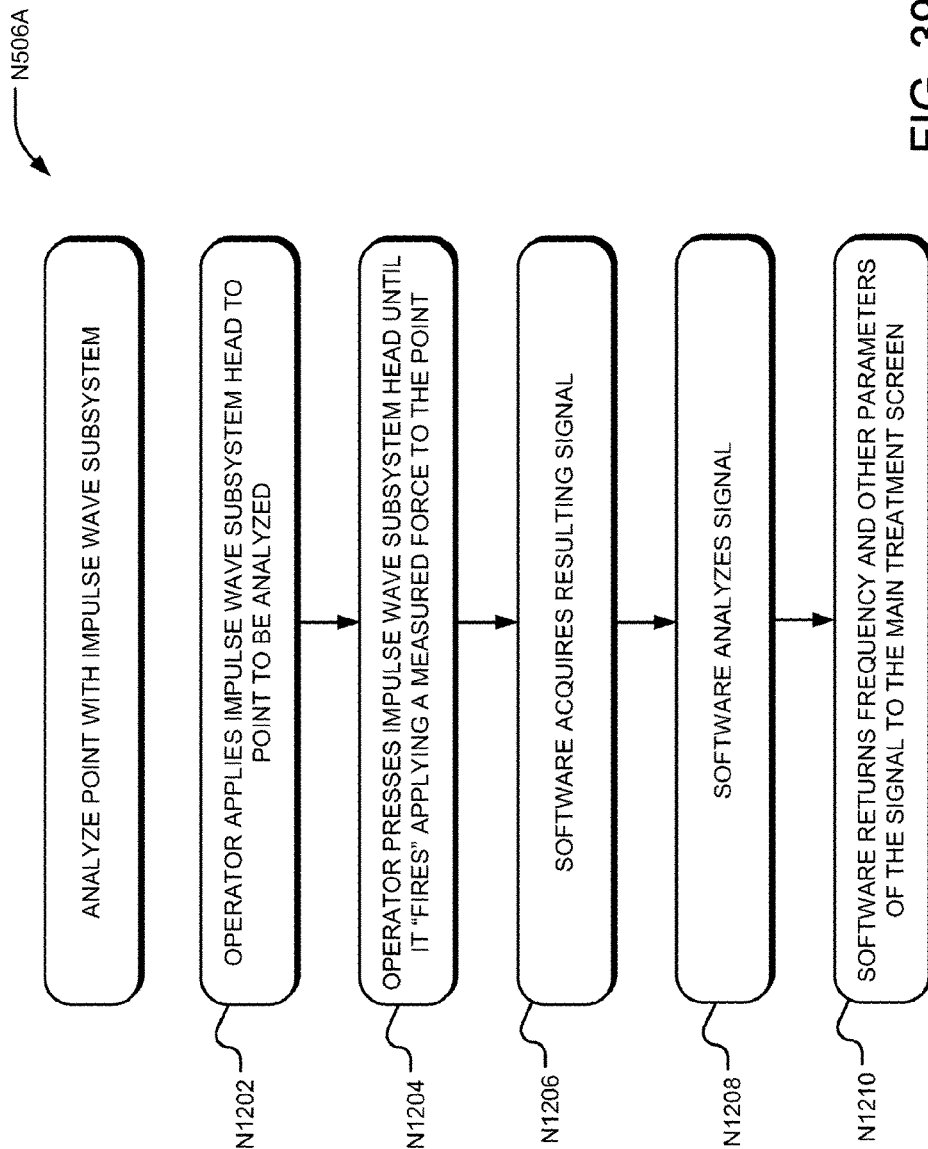 N506A
ANALYZE POINT WITH IMPULSE WAVE SUBSYSTEM
N1202
OPERATOR APPLIES IMPULSE WAVE SUBSYSTEM HEAD TO
POINT TO BE ANALYZED
N1204
OPERATOR PRESSES IMPULSE WAVE SUBSYSTEM HEAD UNTIL
IT "FIRES" APPLYING A MEASURED FORCE TO THE POINT
N1206
SOFTWARE ACQUIRES RESULTING SIGNAL
N1208
SOFTWARE ANALYZES SIGNAL
N1210
SOFTWARE RETURNS FREQUENCY AND OTHER PARAMETERS
OF THE SIGNAL TO THE MAIN TREATMENT SCREEN
FIG.